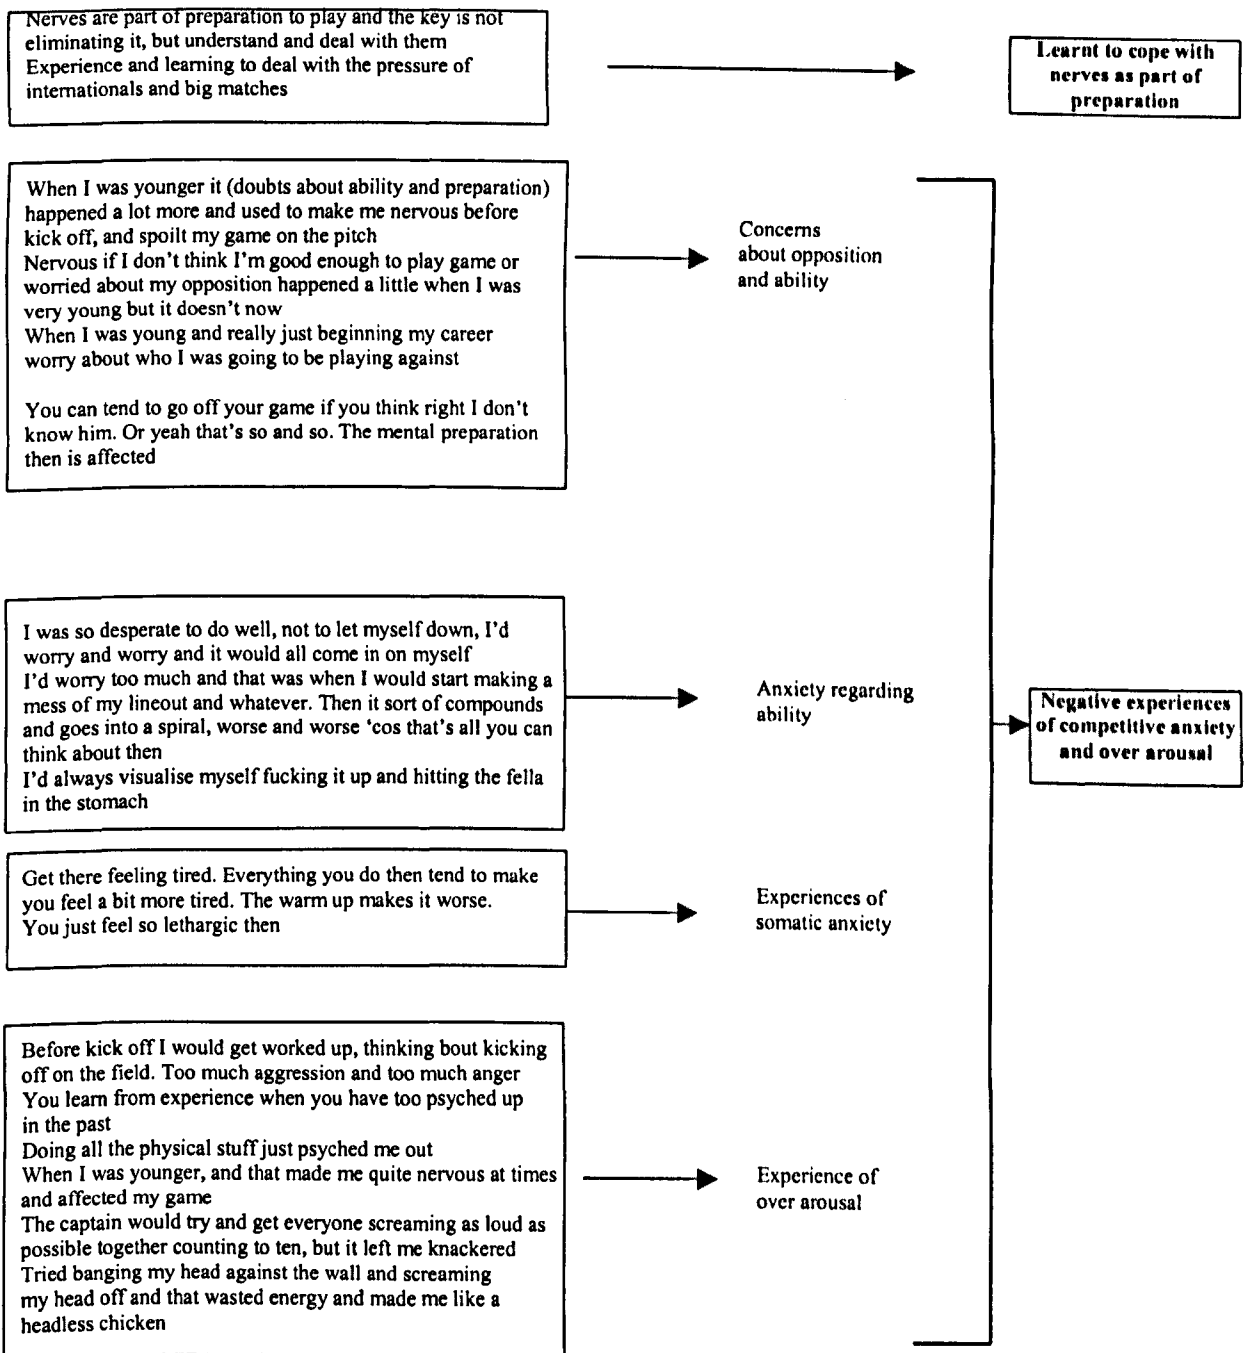 Nerves are part of preparation to play and the key is not
eliminating it, but understand and deal with them
Experience and learning to deal with the pressure of
internationals and big matches
Learnt to cope with
nerves as part of
preparation
When I was younger it (doubts about ability and preparation)
happened a lot more and used to make me nervous before
kick off, and spoilt my game on the pitch
Nervous if I don't think I'm good enough to play game or
worried about my opposition happened a little when I was
very young but it doesn't now
When I was young and really just beginning my career
worry about who I was going to be playing against
You can tend to go off your game if you think right I don't
know him. Or yeah that's so and so. The mental preparation
then is affected
Concerns
about opposition
and ability
I was so desperate to do well, not to let myself down, I'd
worry and worry and it would all come in on myself
I'd worry too much and that was when I would start making a
mess of my lineout and whatever. Then it sort of compounds
and goes into a spiral, worse and worse 'cos that's all you can
think about then
I'd always visualise myself fucking it up and hitting the fella
in the stomach
Anxiety regarding
ability
Negative experiences
of competitive anxiety
and over arousal
Get there feeling tired. Everything you do then tend to make
you feel a bit more tired. The warm up makes it worse.
You just feel so lethargic then
Experiences of
somatic anxiety
Before kick off I would get worked up, thinking bout kicking
off on the field. Too much aggression and too much anger
You learn from experience when you have too psyched up
in the past
Doing all the physical stuff just psyched me out
When I was younger, and that made me quite nervous at times
and affected my game
The captain would try and get everyone screaming as loud as
possible together counting to ten, but it left me knackered
Tried banging my head against the wall and screaming
my head off and that wasted energy and made me like a
headless chicken
Experience of
over arousal